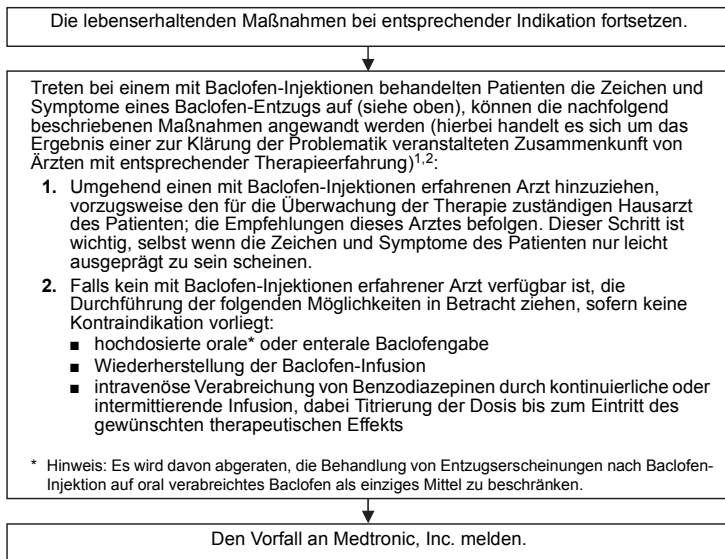 Die lebenserhaltenden Maßnahmen bei entsprechender Indikation fortsetzen.
Treten bei einem mit Baclofen-Injektionen behandelten Patienten die Zeichen und
Symptome eines Baclofen-Entzugs auf (siehe oben), können die nachfolgend
beschriebenen Maßnahmen angewandt werden (hierbei handelt es sich um das
Ergebnis einer zur Klärung der Problematik veranstalteten Zusammenkunft von
Ärzten mit entsprechender Therapieerfahrung)1,2:
1. Umgehend einen mit Baclofen-Injektionen erfahrenen Arzt hinzuziehen,
vorzugsweise den für die Überwachung der Therapie zuständigen Hausarzt
des Patienten; die Empfehlungen dieses Arztes befolgen. Dieser Schritt ist
wichtig, selbst wenn die Zeichen und Symptome des Patienten nur leicht
ausgeprägt zu sein scheinen.
2. Falls kein mit Baclofen-Injektionen erfahrener Arzt verfügbar ist, die
Durchführung der folgenden Möglichkeiten in Betracht ziehen, sofern keine
Kontraindikation vorliegt:
■ hochdosierte orale* oder enterale Baclofengabe
■ Wiederherstellung der Baclofen-Infusion
■ intravenöse Verabreichung von Benzodiazepinen durch kontinuierliche oder
intermittierende Infusion, dabei Titrierung der Dosis bis zum Eintritt des
gewünschten therapeutischen Effekts
* Hinweis: Es wird davon abgeraten, die Behandlung von Entzugserscheinungen nach Baclofen-
Injektion auf oral verabreichtes Baclofen als einziges Mittel zu beschränken.
Den Vorfall an Medtronic, Inc. melden.